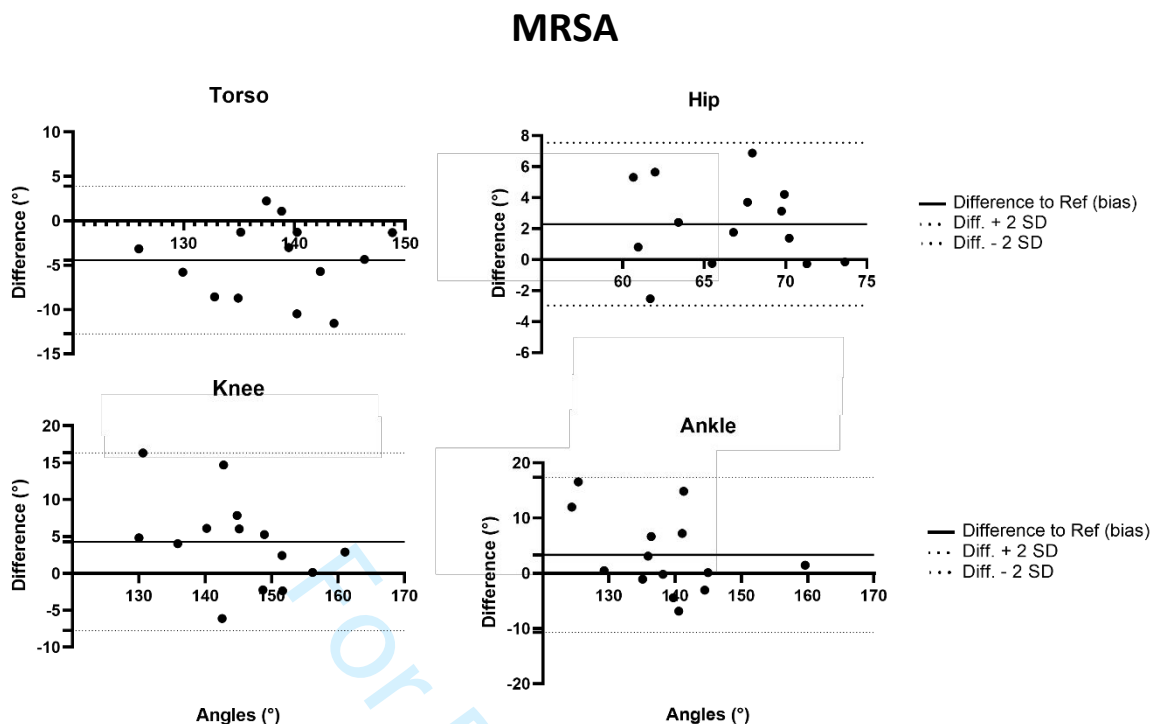 MRSA
Torso
10
5
0
-5
-10
-15
130
140
150
Difference (°)
Hip
8
6
4
2
0
-2
-4
-6
60
65
70
75
Difference (°)
Difference to Ref (bias)
Diff. + 2 SD
Diff. - 2 SD
Knee
20
15
10
5
0
-5
-10
130
140
150
160
170
Difference (°)
Angles (°)
Ankle
20
10
0
-10
-20
130
140
150
160
170
Difference (°)
Angles (°)
Difference to Ref (bias)
Diff. + 2 SD
Diff. - 2 SD
For